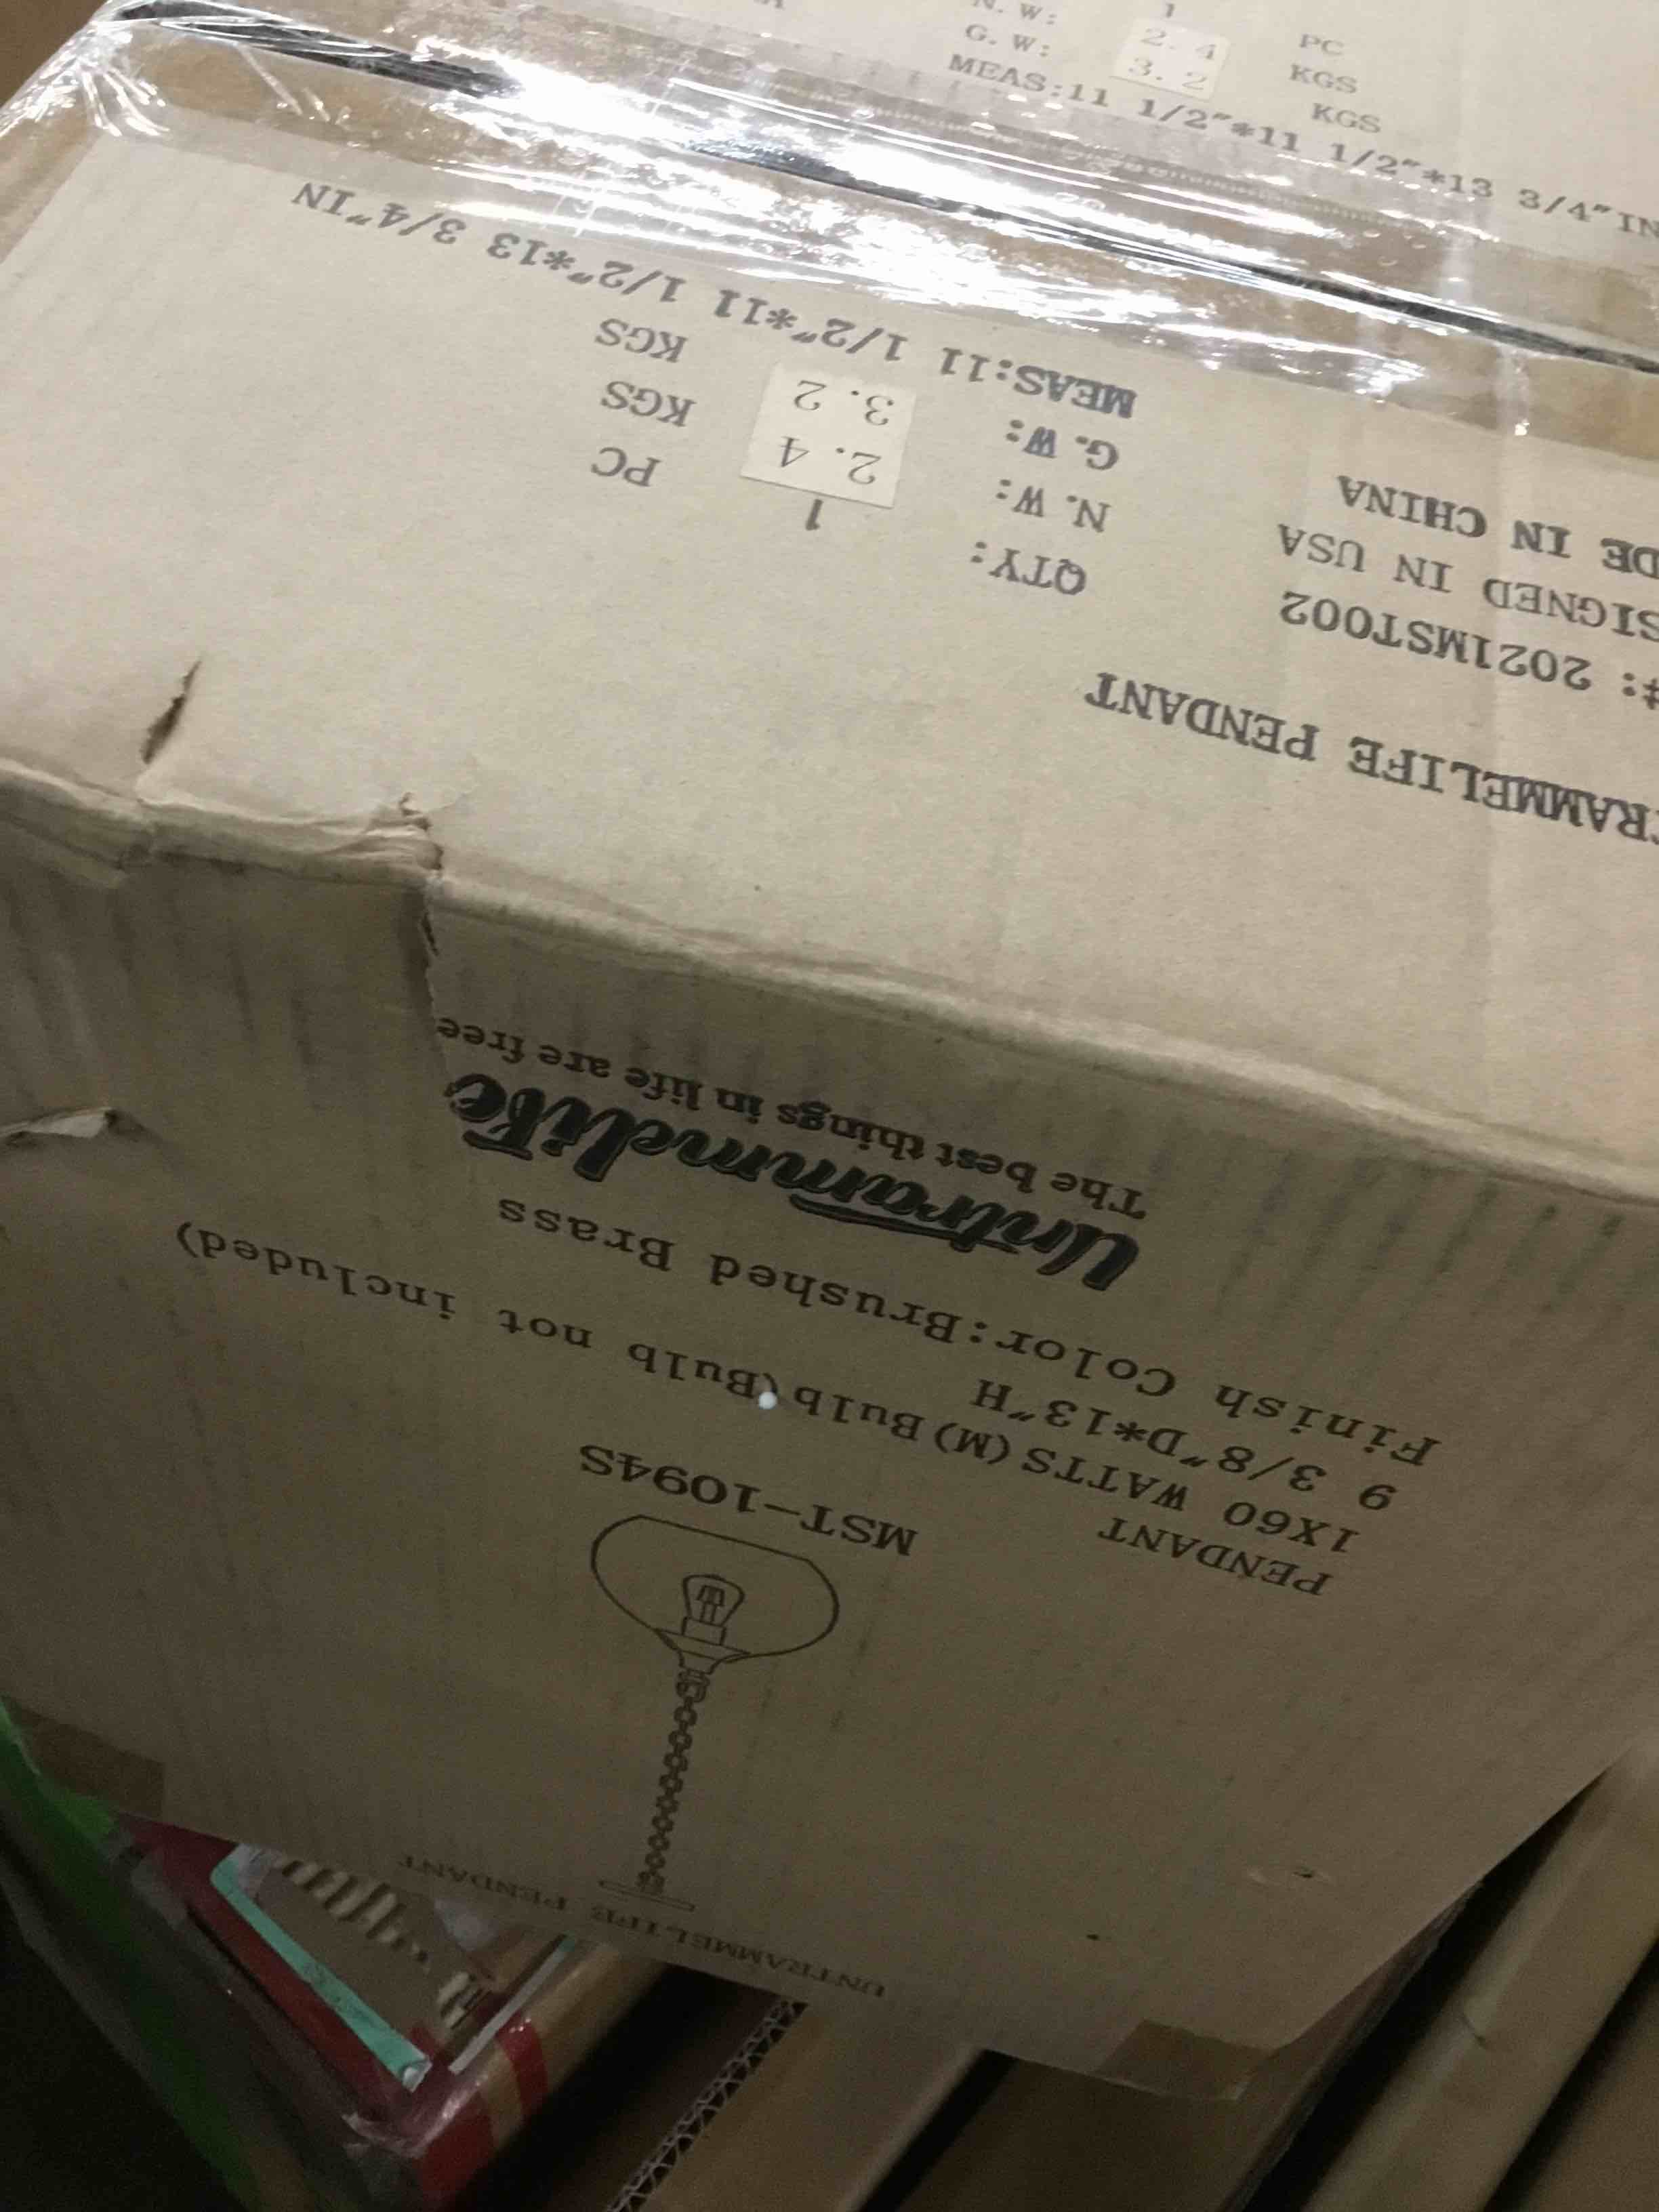 UNTRAMMELIFE PENDANT
MST-1094S
PENDANT
1X60 WATTS (M) Bulb (Bulb not included)
9 3/8"D*13"H
Finish Color:Brushed Brass
Untrammelife
The best things in life are free
RAMMELIFE PENDANT
#: 2021MST002
SIGNED IN USA
DE IN CHINA
QTY: 1 PC
N. W: 2. 4 KGS
G. W: 3. 2 KGS
MEAS:11 1/2"*11 1/2"*13 3/4"IN
1 PC
N. W: 2. 4 KGS
G. W: 3. 2 KGS
MEAS:11 1/2"*11 1/2"*13 3/4"IN